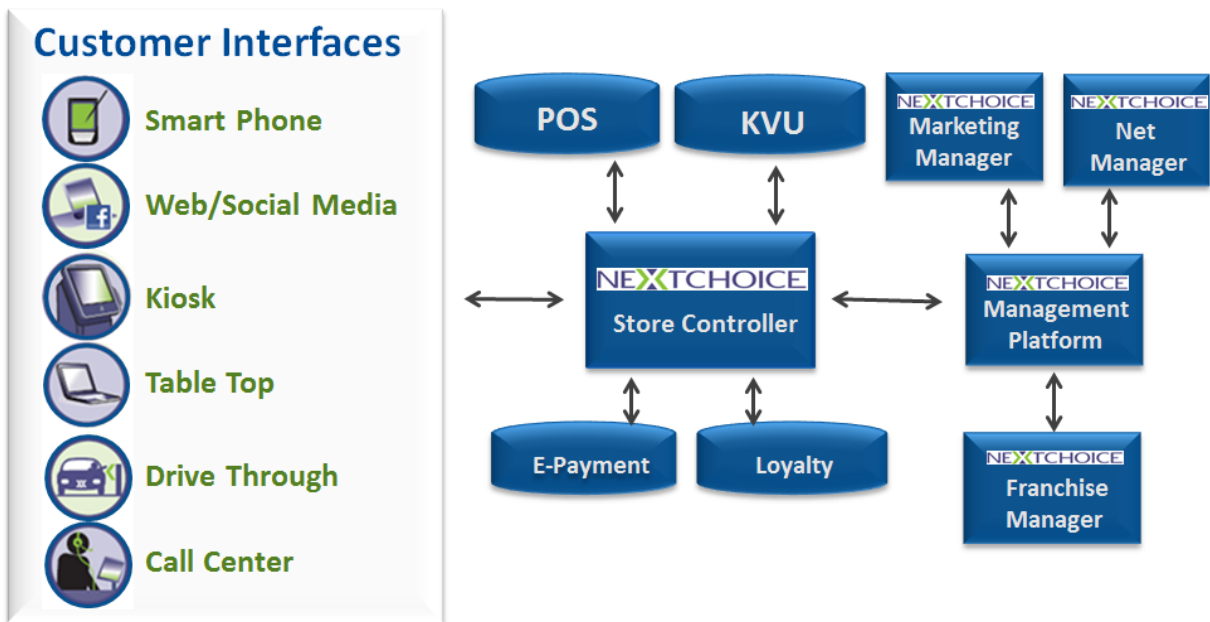 Customer Interfaces
Smart Phone
Web/Social Media
Kiosk
Table Top
Drive Through
Call Center
POS
KVU
NEXTCHOICE
Marketing
Manager
NEXTCHOICE
Net
Manager
NEXTCHOICE
Store Controller
NEXTCHOICE
Management
Platform
E-Payment
Loyalty
NEXTCHOICE
Franchise
Manager